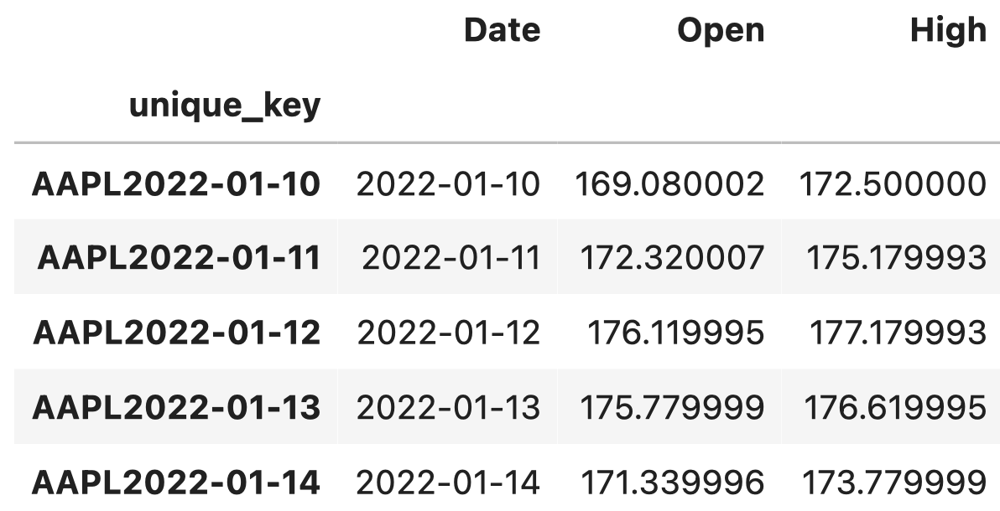 Date Open High
unique_key
AAPL2022-01-10 2022-01-10 169.080002 172.500000
AAPL2022-01-11 2022-01-11 172.320007 175.179993
AAPL2022-01-12 2022-01-12 176.119995 177.179993
AAPL2022-01-13 2022-01-13 175.779999 176.619995
AAPL2022-01-14 2022-01-14 171.339996 173.779999